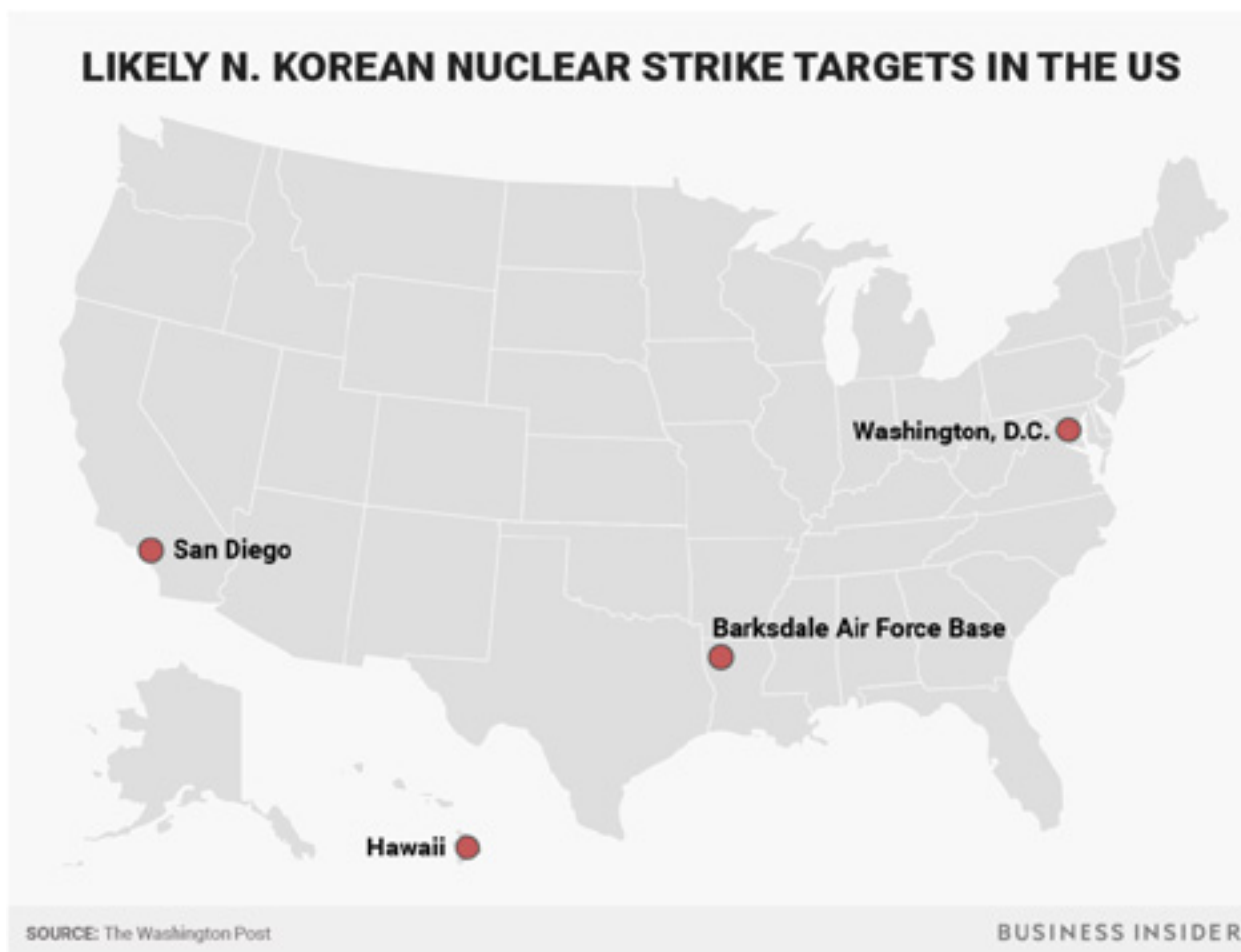 LIKELY N. KOREAN NUCLEAR STRIKE TARGETS IN THE US
Washington, D.C.
San Diego
Barksdale Air Force Base
Hawaii
SOURCE: The Washington Post
BUSINESS INSIDER